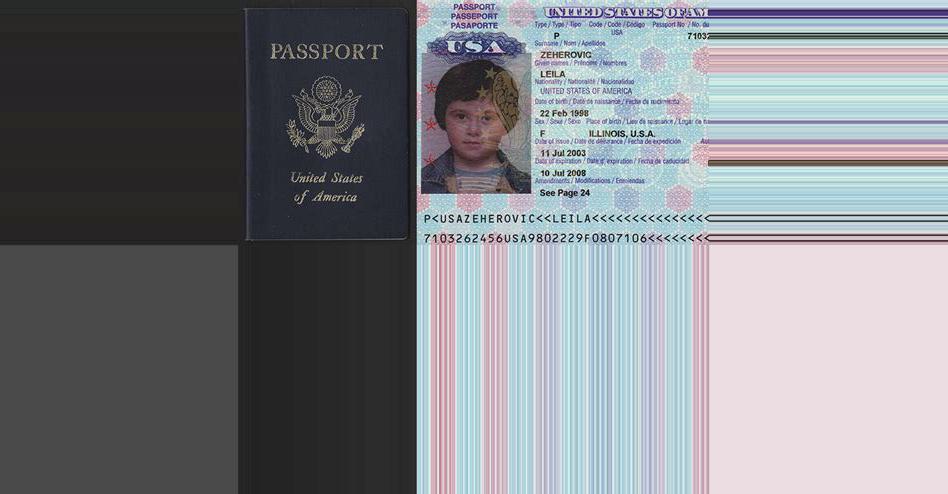 PASSPORT
United States
of America
PASSPORT
PASSEPORT
PASAPORTE
USA
UNITED STATES OF AM
Type / Type / Tipo Code / Code / Código Passport No / No. du
P USA 7103
Surname / Nom / Apellidos
ZEHEROVIC
Given names / Prénoms / Nombres
LEILA
Nationality / Nationalité / Nacionalidad
UNITED STATES OF AMERICA
Date of birth / Date de naissance / Fecha de nacimiento
22 Feb 1998
Sex / Sexe / Sexo Place of birth / Lieu de naissance / Lugar de n
F ILLINOIS, U.S.A.
Date of issue / Date de délivrance / Fecha de expedición Au
11 Jul 2003
Date of expiration / Date d' expiration / Fecha de caducidad
10 Jul 2008
Amendments / Modifications / Enmiendas
See Page 24
P<USAZEHEROVIC<<LEILA<<<<<<<<<<<<<<<
7103262456USA9802229F0807106<<<<<<<<